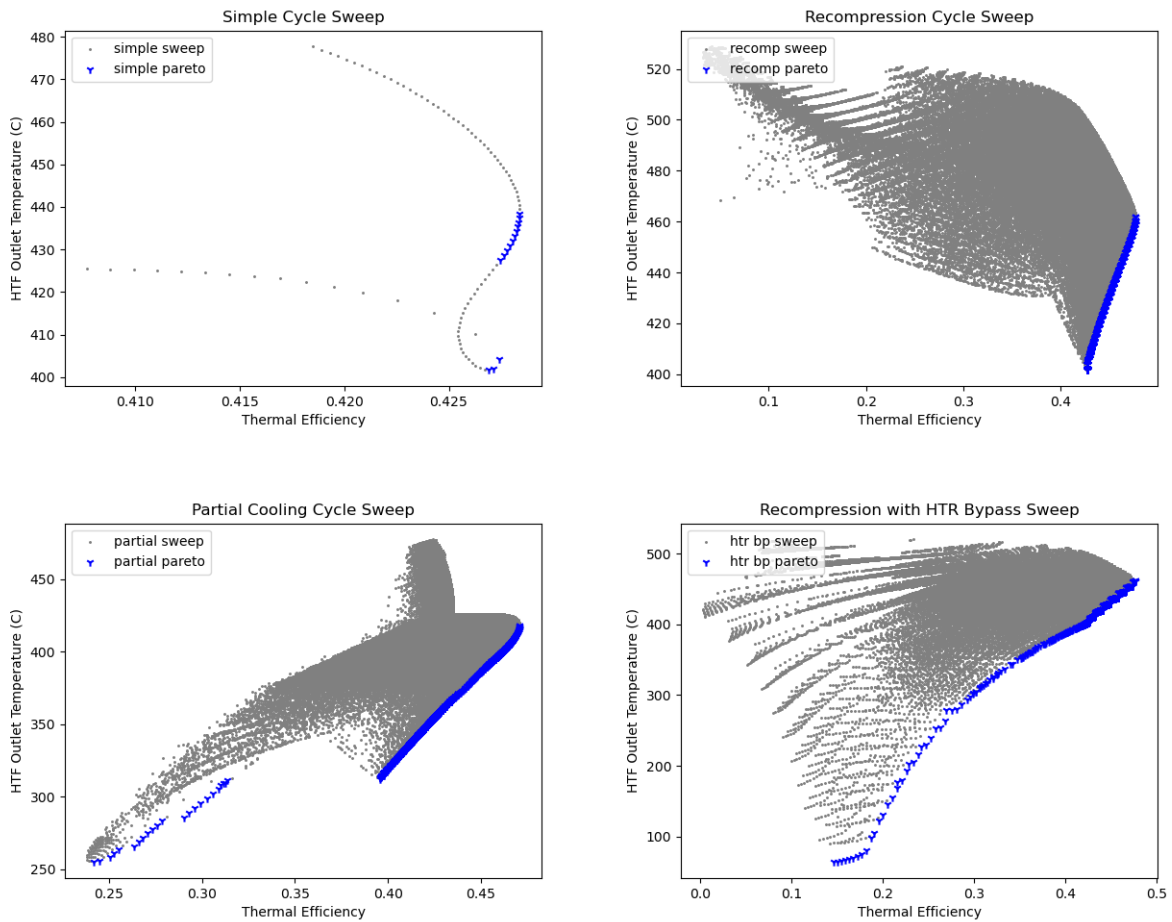 Simple Cycle Sweep
simple sweep
simple pareto
HTF Outlet Temperature (C)
480
470
460
450
440
430
420
410
400
0.410
0.415
0.420
0.425
Thermal Efficiency
Recompression Cycle Sweep
recomp sweep
recomp pareto
HTF Outlet Temperature (C)
520
500
480
460
440
420
400
0.1
0.2
0.3
0.4
Thermal Efficiency
Partial Cooling Cycle Sweep
partial sweep
partial pareto
HTF Outlet Temperature (C)
450
400
350
300
250
0.25
0.30
0.35
0.40
0.45
Thermal Efficiency
Recompression with HTR Bypass Sweep
htr bp sweep
htr bp pareto
HTF Outlet Temperature (C)
500
400
300
200
100
0.0
0.1
0.2
0.3
0.4
0.5
Thermal Efficiency